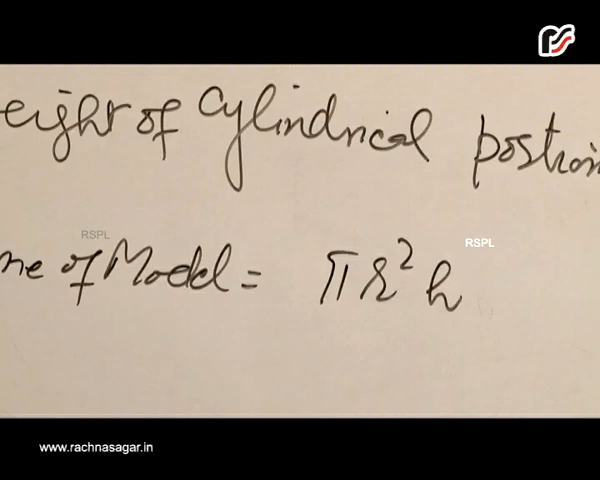 eight of Cylindrical portion
RSPL
me of Model = πr²h
RSPL
www.rachnasagar.in